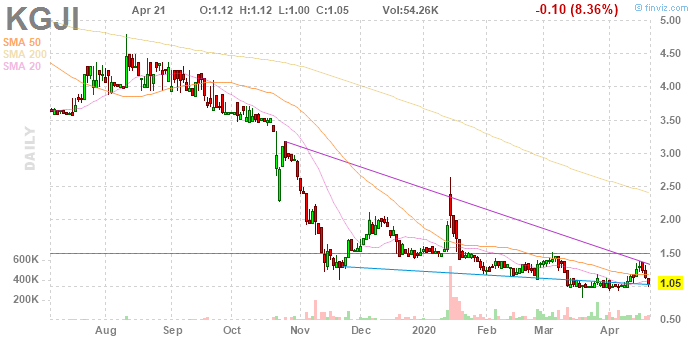 KGJI
Apr 21 O:1.12 H:1.12 L:1.00 C:1.05 Vol:54.26K -0.10 (8.36%)
© finviz.com
SMA 50
SMA 200
SMA 20
DAILY
5.00
4.50
4.00
3.50
3.00
2.50
2.00
1.50
1.05
0.50
600K
400K
200K
Aug Sep Oct Nov Dec 2020 Feb Mar Apr